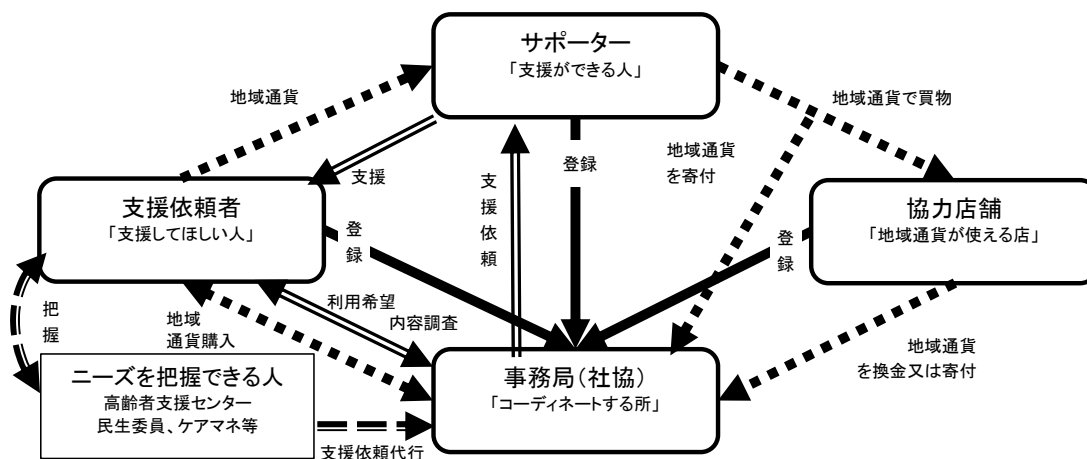 サポーター
「支援ができる人」
地域通貨
地域通貨で買物
支援
支援依頼
登録
地域通貨
を寄付
支援依頼者
「支援してほしい人」
登録
協力店舗
「地域通貨が使える店」
登録
把握
利用希望
内容調査
地域
通貨購入
地域通貨
を換金又は寄付
ニーズを把握できる人
高齢者支援センター
民生委員、ケアマネ等
事務局(社協)
「コーディネートする所」
支援依頼代行